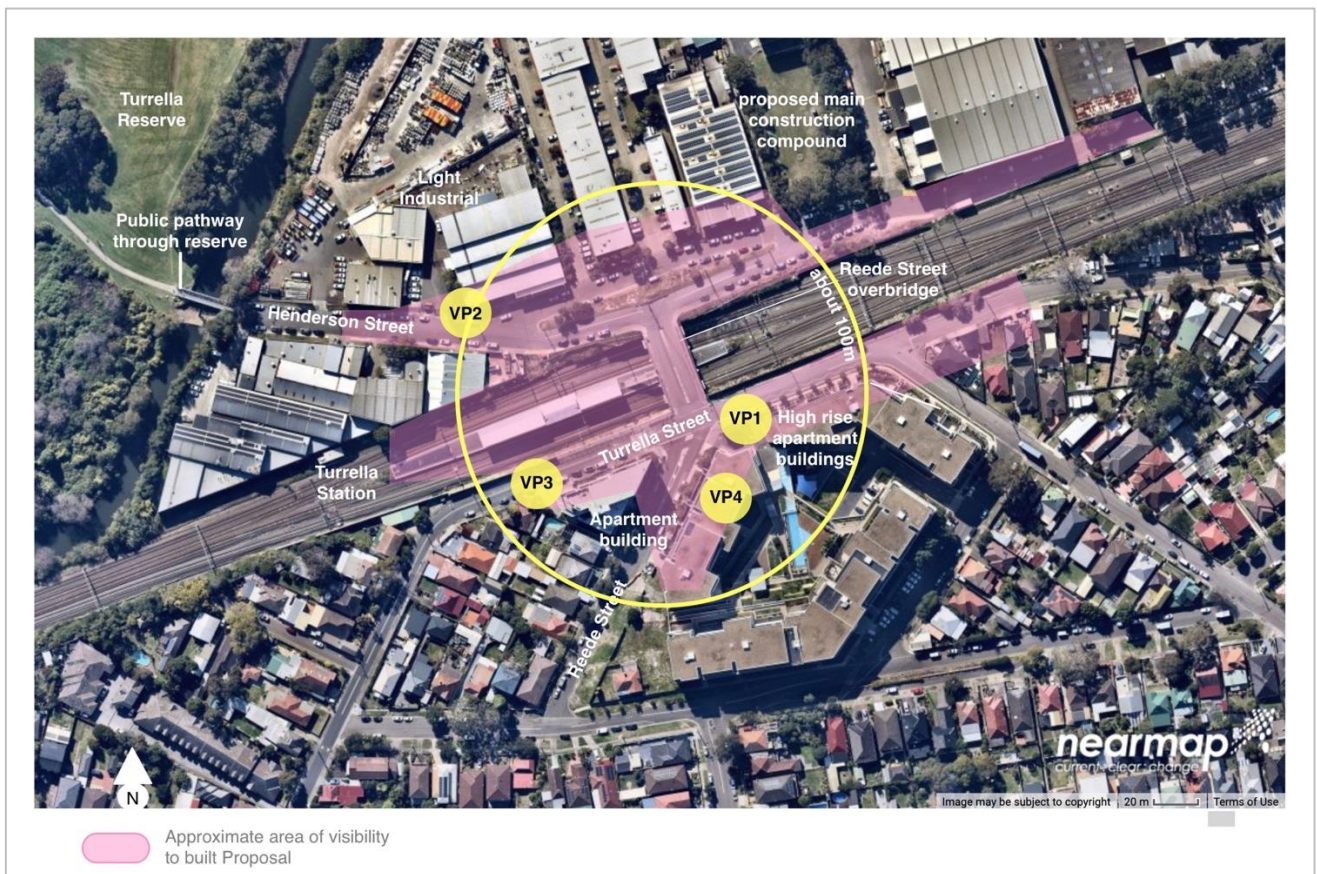 Turrella
Reserve
proposed main
construction
compound
Light
Industrial
Public pathway
through reserve
Reede Street
overbridge
about 100m
Henderson Street
VP2
VP1
High rise
apartment
buildings
Turrella Street
Turrella
Station
VP3
VP4
Apartment
building
Reede Street
nearmap
current:clear:change
N
Image may be subject to copyright
20 m
Terms of Use
Approximate area of visibility
to built Proposal